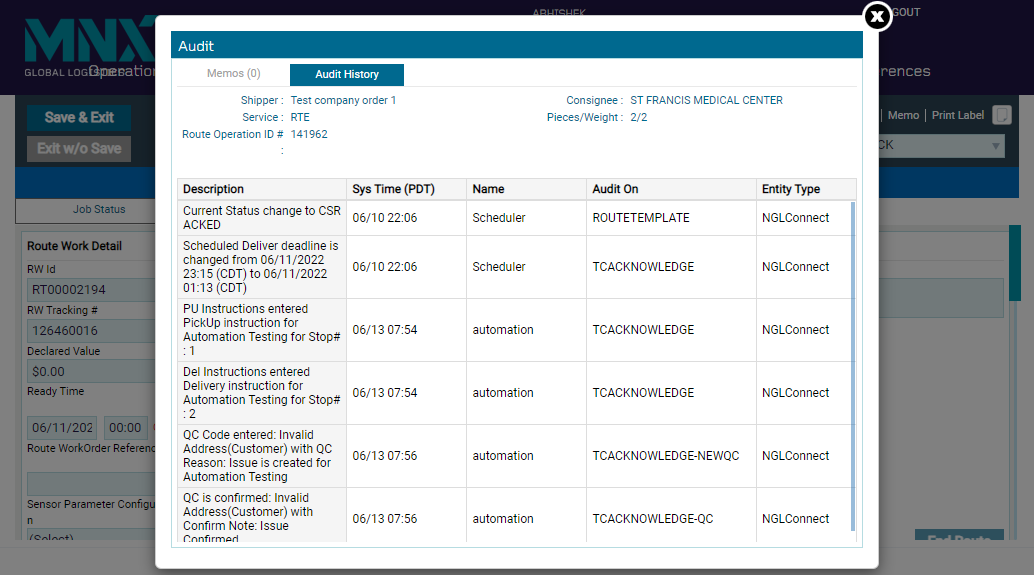 MNX
ABHISHEK
GLOBAL LOGISTICS
Operation
rences
Audit
Memos (0)
Audit History
Shipper : Test company order 1
Consignee : ST FRANCIS MEDICAL CENTER
Service : RTE
Pieces/Weight : 2/2
Route Operation ID # 141962
:
Save & Exit
Exit w/o Save
Memo
Print Label
CK
Job Status
Route Work Detail
RW Id
RT00002194
RW Tracking #
126460016
Declared Value
$0.00
Ready Time
06/11/202
00:00
Route WorkOrder Referenc
Sensor Parameter Configu
n
(Select)
End Route
Description Sys Time (PDT) Name Audit On Entity Type
Current Status change to CSR
ACKED
06/10 22:06 Scheduler ROUTETEMPLATE NGLConnect
Scheduled Deliver deadline is
changed from 06/11/2022
23:15 (CDT) to 06/11/2022
01:13 (CDT)
06/10 22:06 Scheduler TCACKNOWLEDGE NGLConnect
PU Instructions entered
PickUp instruction for
Automation Testing for Stop#
: 1
06/13 07:54 automation TCACKNOWLEDGE NGLConnect
Del Instructions entered
Delivery instruction for
Automation Testing for Stop#
: 2
06/13 07:54 automation TCACKNOWLEDGE NGLConnect
QC Code entered: Invalid
Address(Customer) with QC
Reason: Issue is created for
Automation Testing
06/13 07:56 automation TCACKNOWLEDGE-NEWQC NGLConnect
QC is confirmed: Invalid
Address(Customer) with
Confirm Note: Issue
Confirmed
06/13 07:56 automation TCACKNOWLEDGE-QC NGLConnect